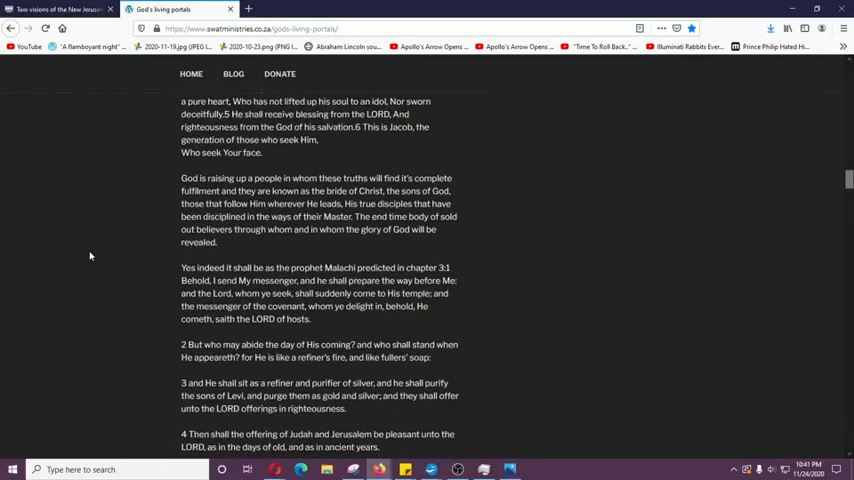 Two visions of the New Jerusal
God's living portals
https://www.swatministries.co.za/gods-living-portals/
YouTube
"A flamboyant night" (
2020-11-19.jpg (JPEG I
2020-10-23.png (PNG I
Abraham Lincoln sou
Apollo's Arrow Opens
Apollo's Arrow Opens
"Time To Roll Back."
Illuminati Rabbits Ever
Prince Philip Hated Hi
HOME BLOG DONATE
a pure heart, Who has not lifted up his soul to an idol, Nor sworn
deceitfully.5 He shall receive blessing from the LORD, And
righteousness from the God of his salvation.6 This is Jacob, the
generation of those who seek Him,
Who seek Your face.
God is raising up a people in whom these truths will find it's complete
fulfilment and they are known as the bride of Christ, the sons of God,
those that follow Him wherever He leads, His true disciples that have
been disciplined in the ways of their Master. The end time body of sold
out believers through whom and in whom the glory of God will be
revealed.
Yes indeed it shall be as the prophet Malachi predicted in chapter 3:1
Behold, I send My messenger, and he shall prepare the way before Me:
and the Lord, whom ye seek, shall suddenly come to His temple; and
the messenger of the covenant, whom ye delight in, behold, He
cometh, saith the LORD of hosts.
2 But who may abide the day of His coming? and who shall stand when
He appeareth? for He is like a refiner's fire, and like fullers' soap:
3 and He shall sit as a refiner and purifier of silver, and he shall purify
the sons of Levi, and purge them as gold and silver; and they shall offer
unto the LORD offerings in righteousness.
4 Then shall the offering of Judah and Jerusalem be pleasant unto the
LORD, as in the days of old, and as in ancient years.
Type here to search
10:41 PM
11/24/2020